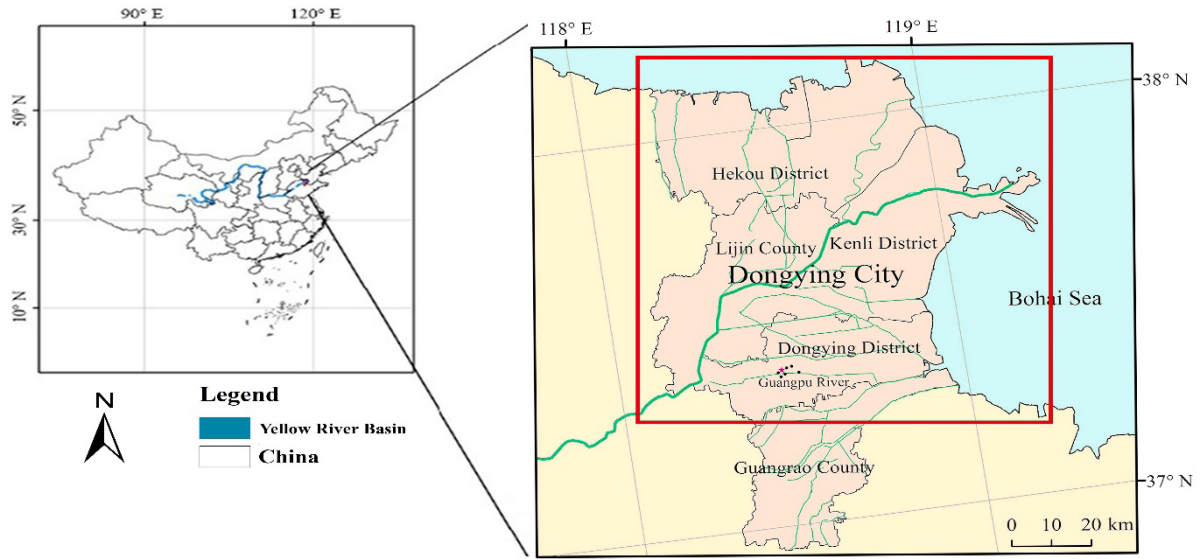 90° E
120° E
50° N
30° N
10° N
N
Legend
Yellow River Basin
China
118° E
119° E
38° N
37° N
Hekou District
Lijin County
Kenli District
Dongying City
Bohai Sea
Dongying District
Guangpu River
Guangrao County
0 10 20 km